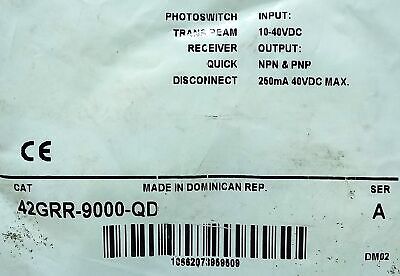 PHOTOSWITCH INPUT:
TRANS BEAM 10-40VDC
RECEIVER OUTPUT:
QUICK NPN & PNP
DISCONNECT 250mA 40VDC MAX.
CE
CAT MADE IN DOMINICAN REP. SER
42GRR-9000-QD A
10662073959509 DM02